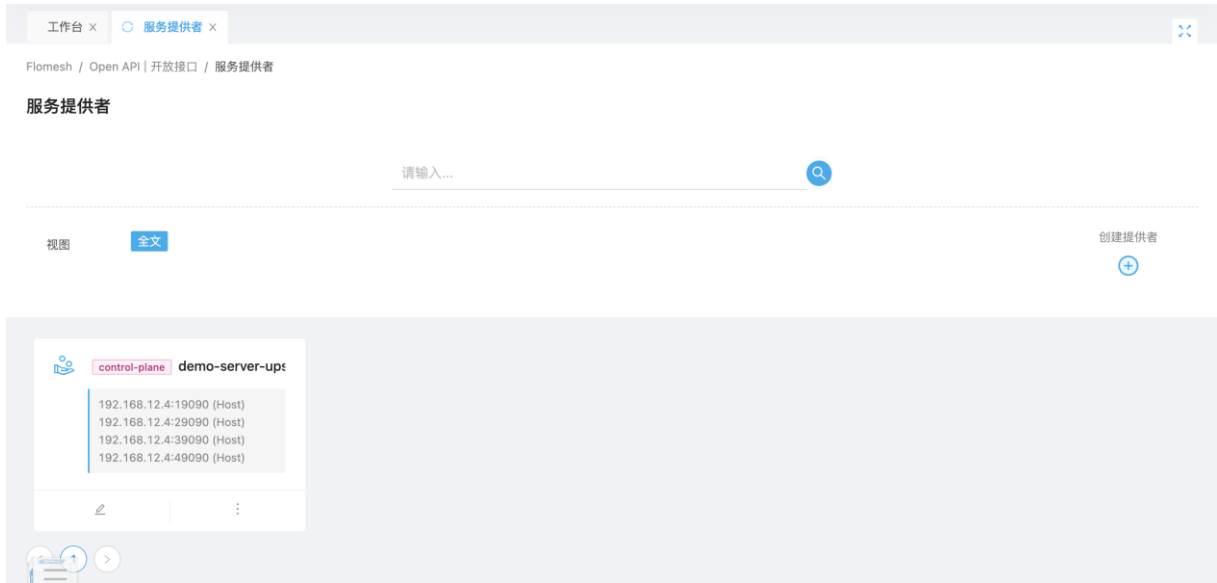 工作台
服务提供者
Flomesh / Open API | 开放接口 / 服务提供者
服务提供者
请输入...
视图
全文
创建提供者
control-plane demo-server-ups
192.168.12.4:19090 (Host)
192.168.12.4:29090 (Host)
192.168.12.4:39090 (Host)
192.168.12.4:49090 (Host)
1